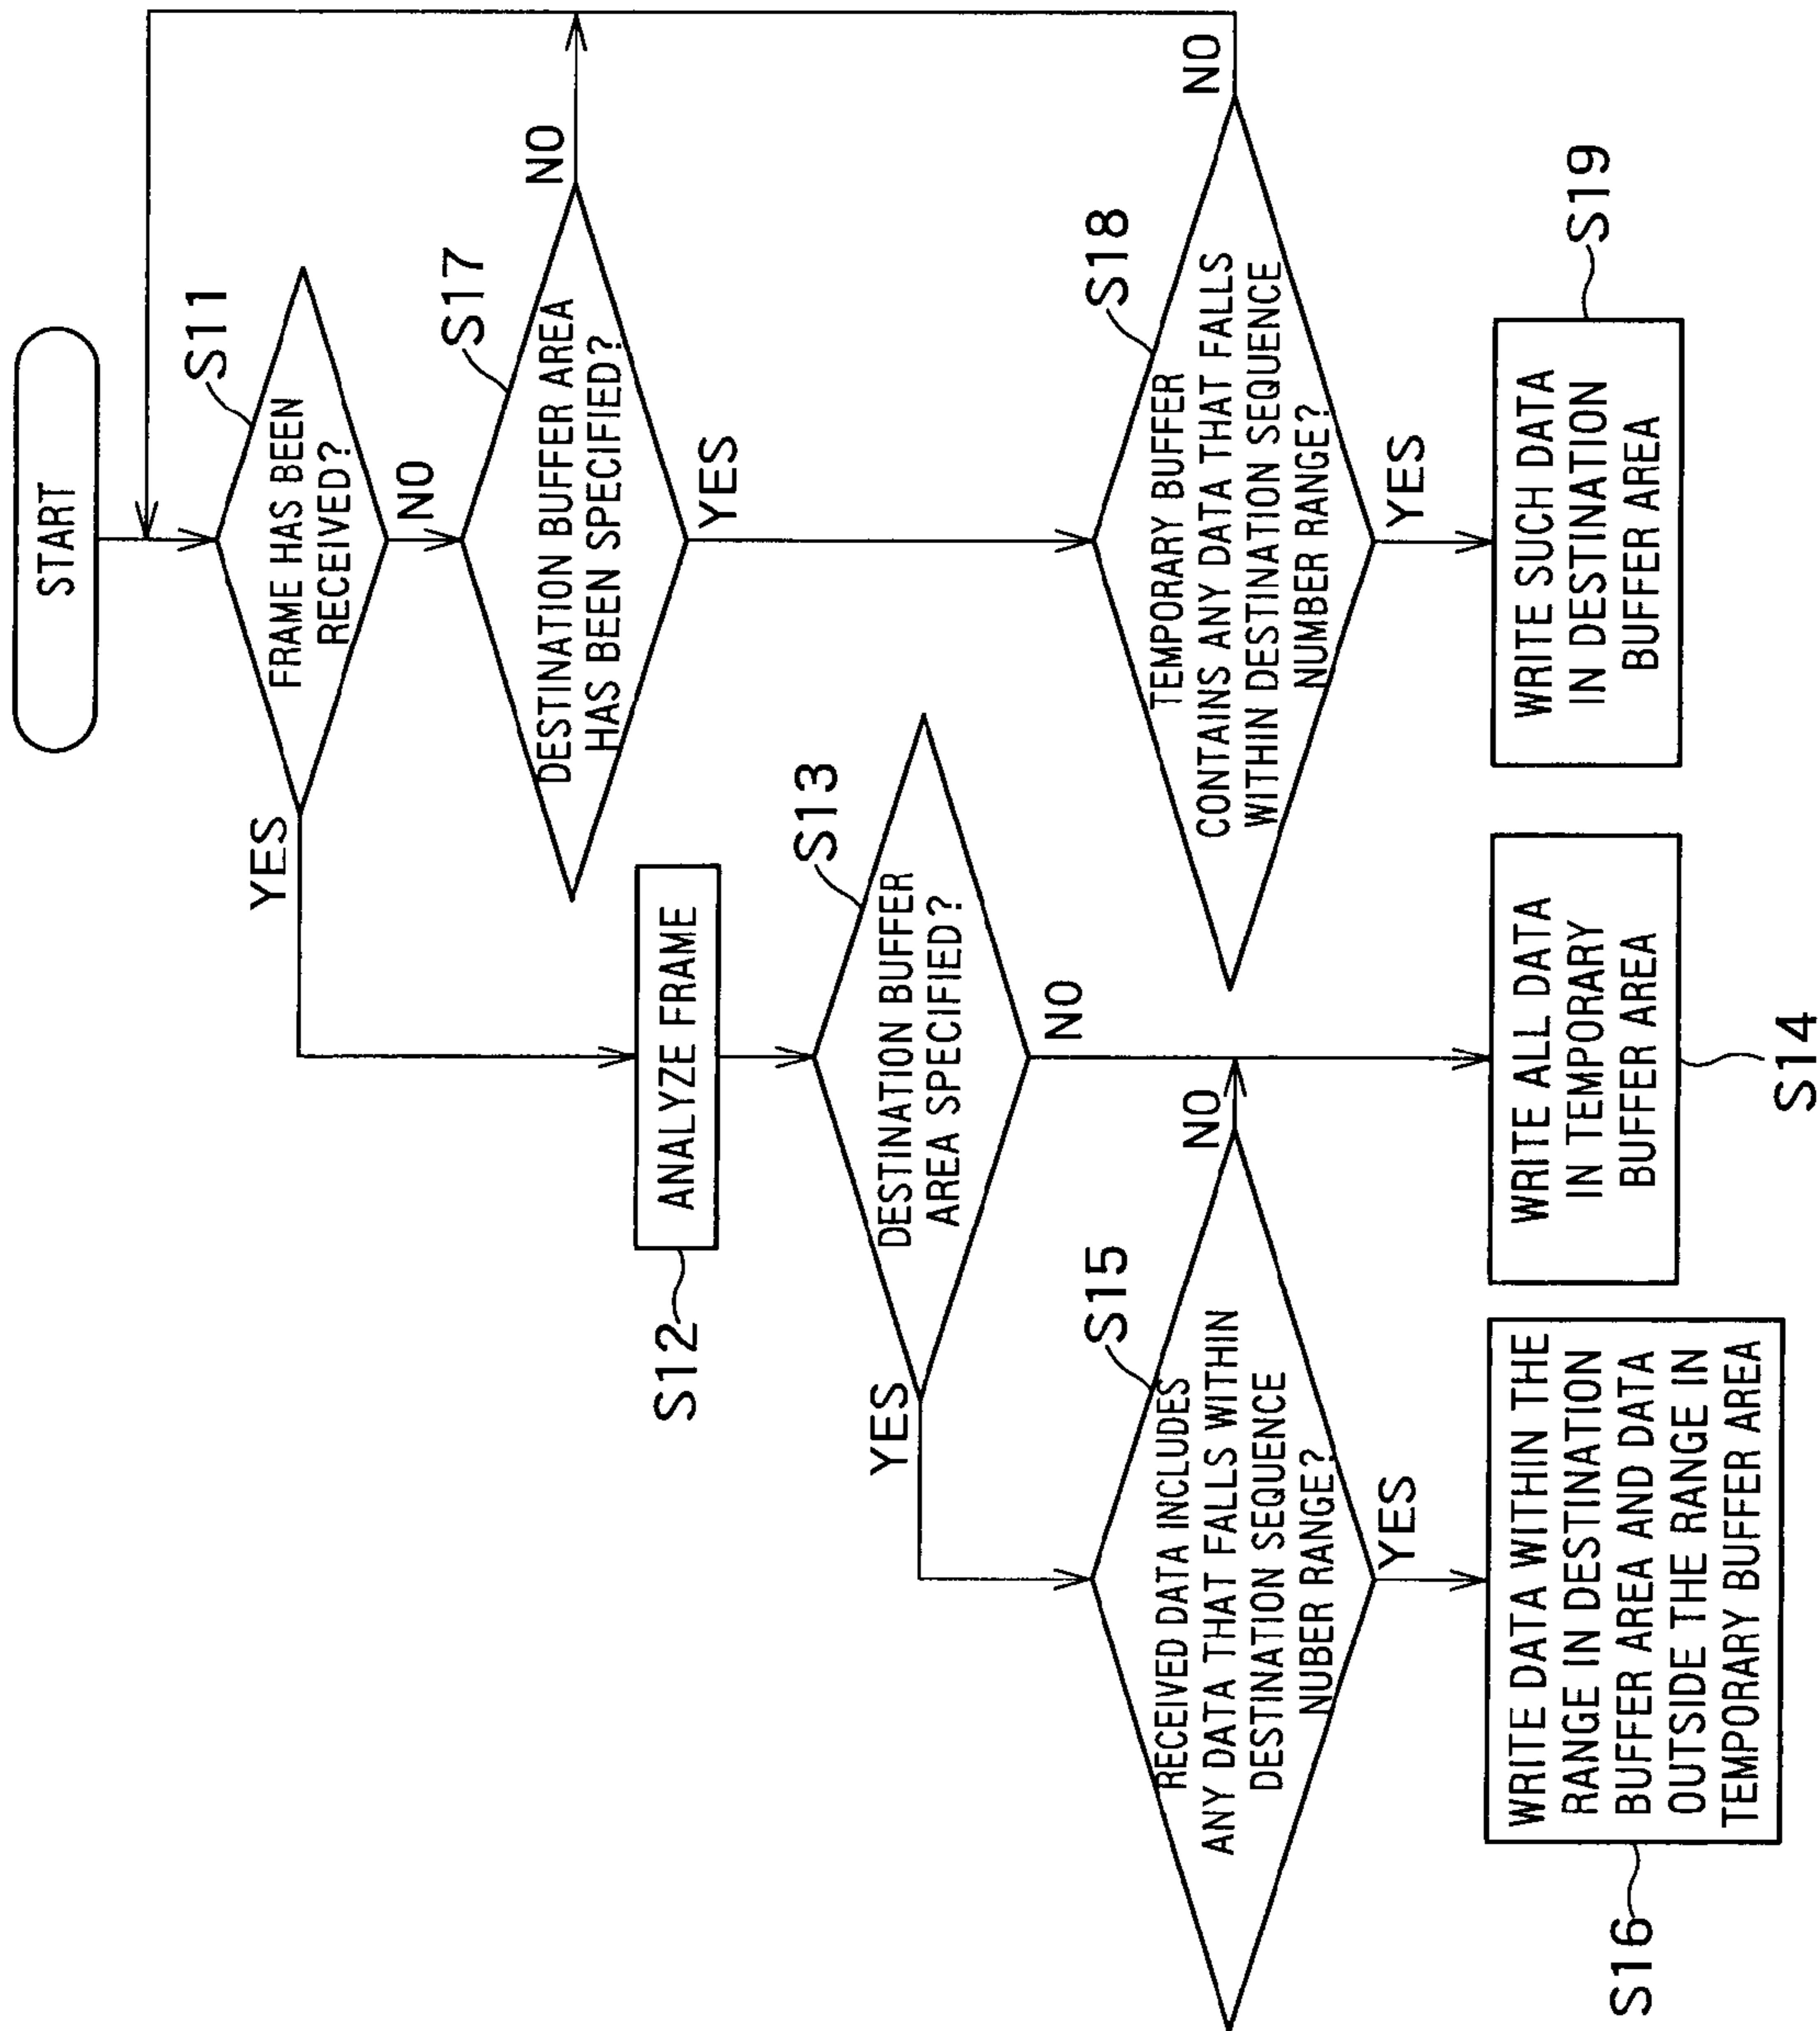 START
S11
FRAME HAS BEEN
RECEIVED?
YES
NO
S17
DESTINATION BUFFER AREA
HAS BEEN SPECIFIED?
NO
YES
S12
ANALYZE FRAME
S13
DESTINATION BUFFER
AREA SPECIFIED?
YES
NO
S15
RECEIVED DATA INCLUDES
ANY DATA THAT FALLS WITHIN
DESTINATION SEQUENCE
NUBER RANGE?
NO
YES
S18
TEMPORARY BUFFER
CONTAINS ANY DATA THAT FALLS
WITHIN DESTINATION SEQUENCE
NUMBER RANGE?
NO
YES
S16
WRITE DATA WITHIN THE
RANGE IN DESTINATION
BUFFER AREA AND DATA
OUTSIDE THE RANGE IN
TEMPORARY BUFFER AREA
WRITE ALL DATA
IN TEMPORARY
BUFFER AREA
S14
WRITE SUCH DATA
IN DESTINATION
BUFFER AREA
S19